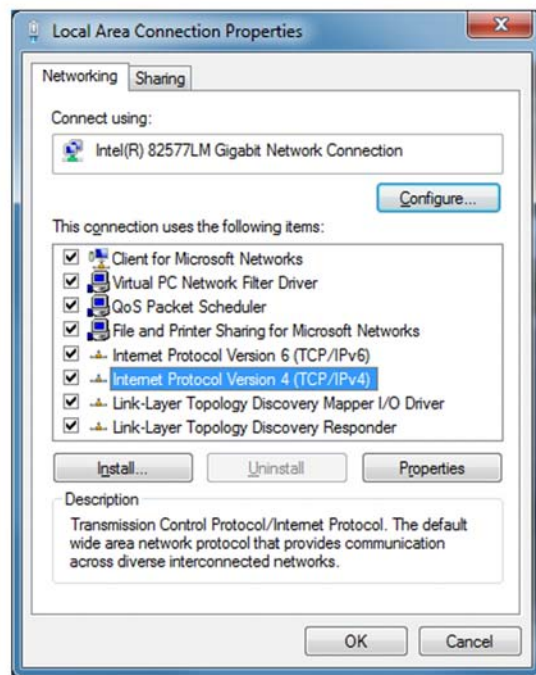 Local Area Connection Properties
Networking
Sharing
Connect using:
Intel(R) 82577LM Gigabit Network Connection
Configure...
This connection uses the following items:
Client for Microsoft Networks
Virtual PC Network Filter Driver
QoS Packet Scheduler
File and Printer Sharing for Microsoft Networks
Internet Protocol Version 6 (TCP/IPv6)
Internet Protocol Version 4 (TCP/IPv4)
Link-Layer Topology Discovery Mapper I/O Driver
Link-Layer Topology Discovery Responder
Install...
Uninstall
Properties
Description
Transmission Control Protocol/Internet Protocol. The default
wide area network protocol that provides communication
across diverse interconnected networks.
OK
Cancel